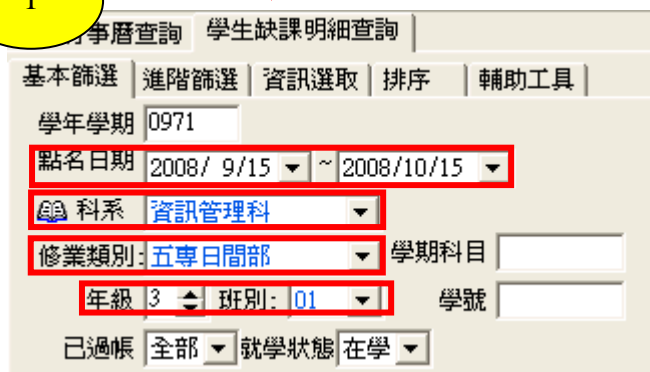 1
行事曆查詢 學生缺課明細查詢
基本篩選 進階篩選 資訊選取 排序 輔助工具
學年學期 0971
點名日期 2008/ 9/15 ~ 2008/10/15
科系 資訊管理科
修業類別: 五專日間部 學期科目
年級 3 班別: 01 學號
已過帳 全部 就學狀態 在學